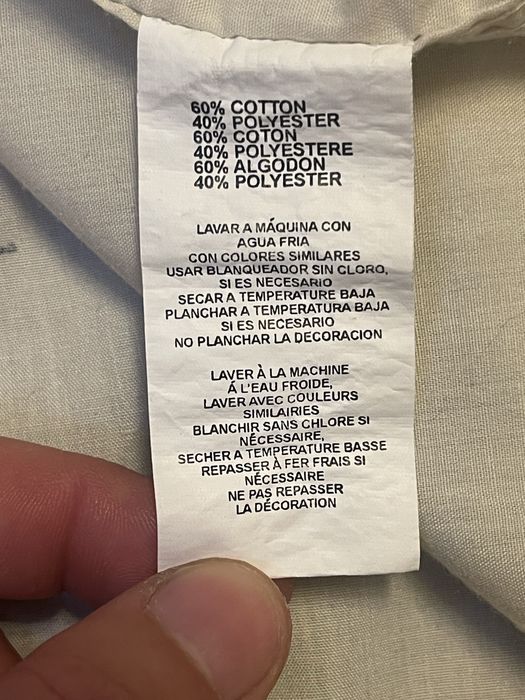 60% COTTON
40% POLYESTER
60% COTON
40% POLYESTERE
60% ALGODON
40% POLYESTER
LAVAR A MÁQUINA CON
AGUA FRIA
CON COLORES SIMILARES
USAR BLANQUEADOR SIN CLORO,
SI ES NECESARIO
SECAR A TEMPERATURE BAJA
PLANCHAR A TEMPERATURA BAJA
SI ES NECESARIO
NO PLANCHAR LA DECORACION
LAVER À LA MACHINE
Á L'EAU FROIDE,
LAVER AVEC COULEURS
SIMILAIRIES
BLANCHIR SANS CHLORE SI
NÉCESSAIRE,
SECHER A TEMPERATURE BASSE
REPASSER À FER FRAIS SI
NÉCESSAIRE
NE PAS REPASSER
LA DÉCORATION